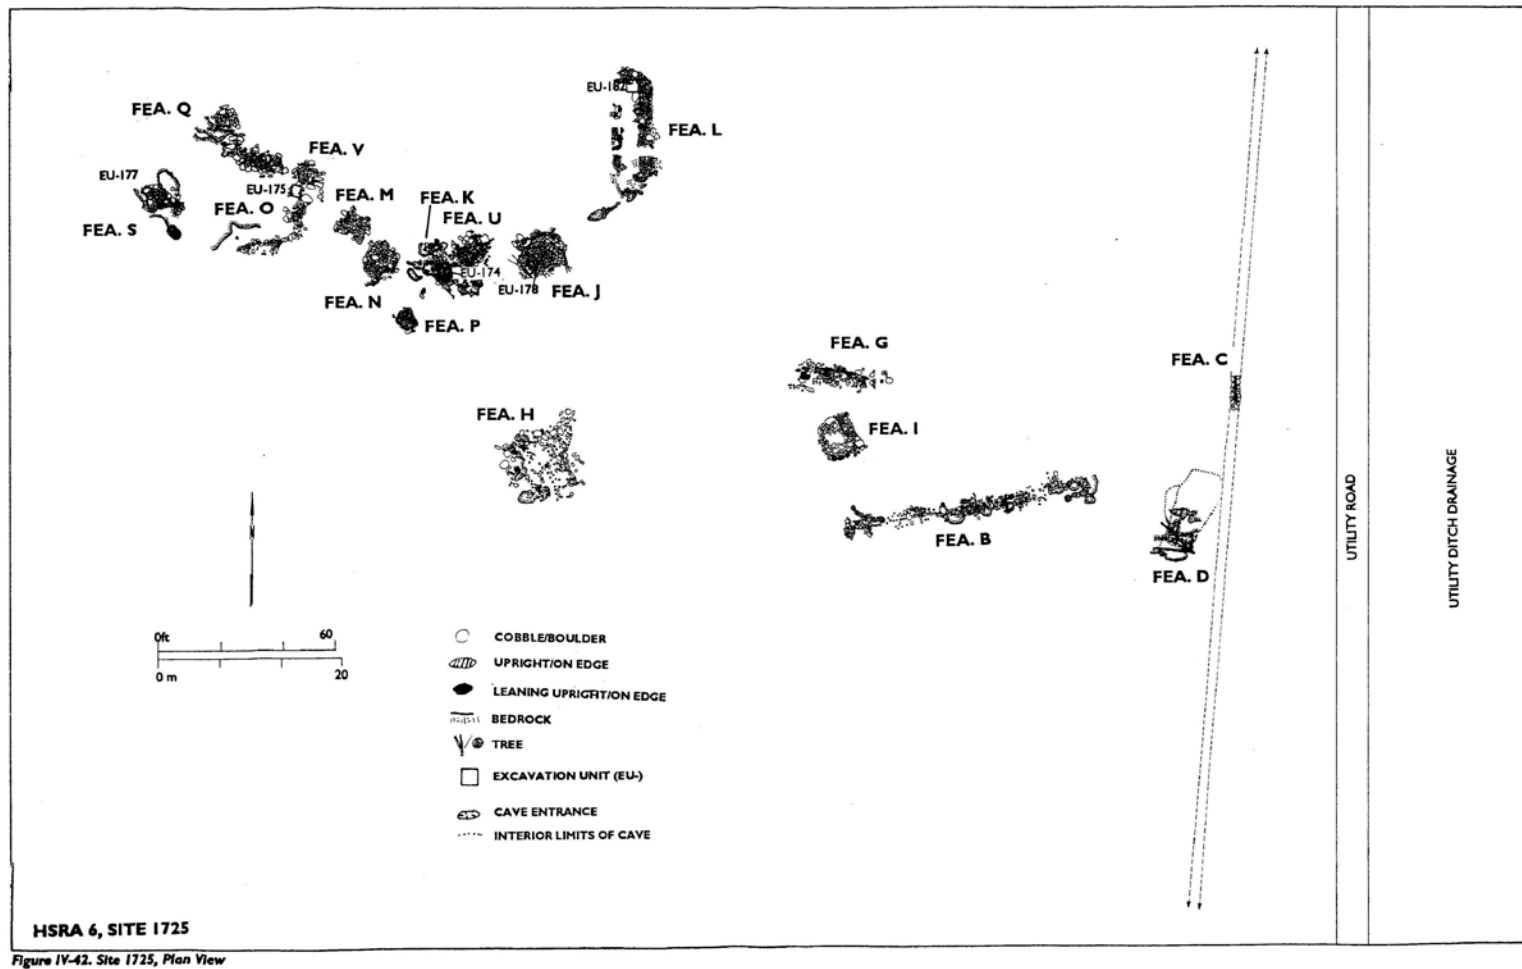 EU-187
FEA. Q
FEA. L
FEA. V
EU-177
EU-175
FEA. M
FEA. K
FEA. O
FEA. U
FEA. S
EU-174
EU-178
FEA. J
FEA. N
FEA. P
FEA. G
FEA. C
FEA. H
FEA. I
FEA. B
FEA. D
UTILITY ROAD
UTILITY DITCH DRAINAGE
0ft 60
0 m 20
COBBLE/BOULDER
UPRIGHT/ON EDGE
LEANING UPRIGHT/ON EDGE
BEDROCK
TREE
EXCAVATION UNIT (EU-)
CAVE ENTRANCE
INTERIOR LIMITS OF CAVE
HSRA 6, SITE 1725
Figure IV-42. Site 1725, Plan View